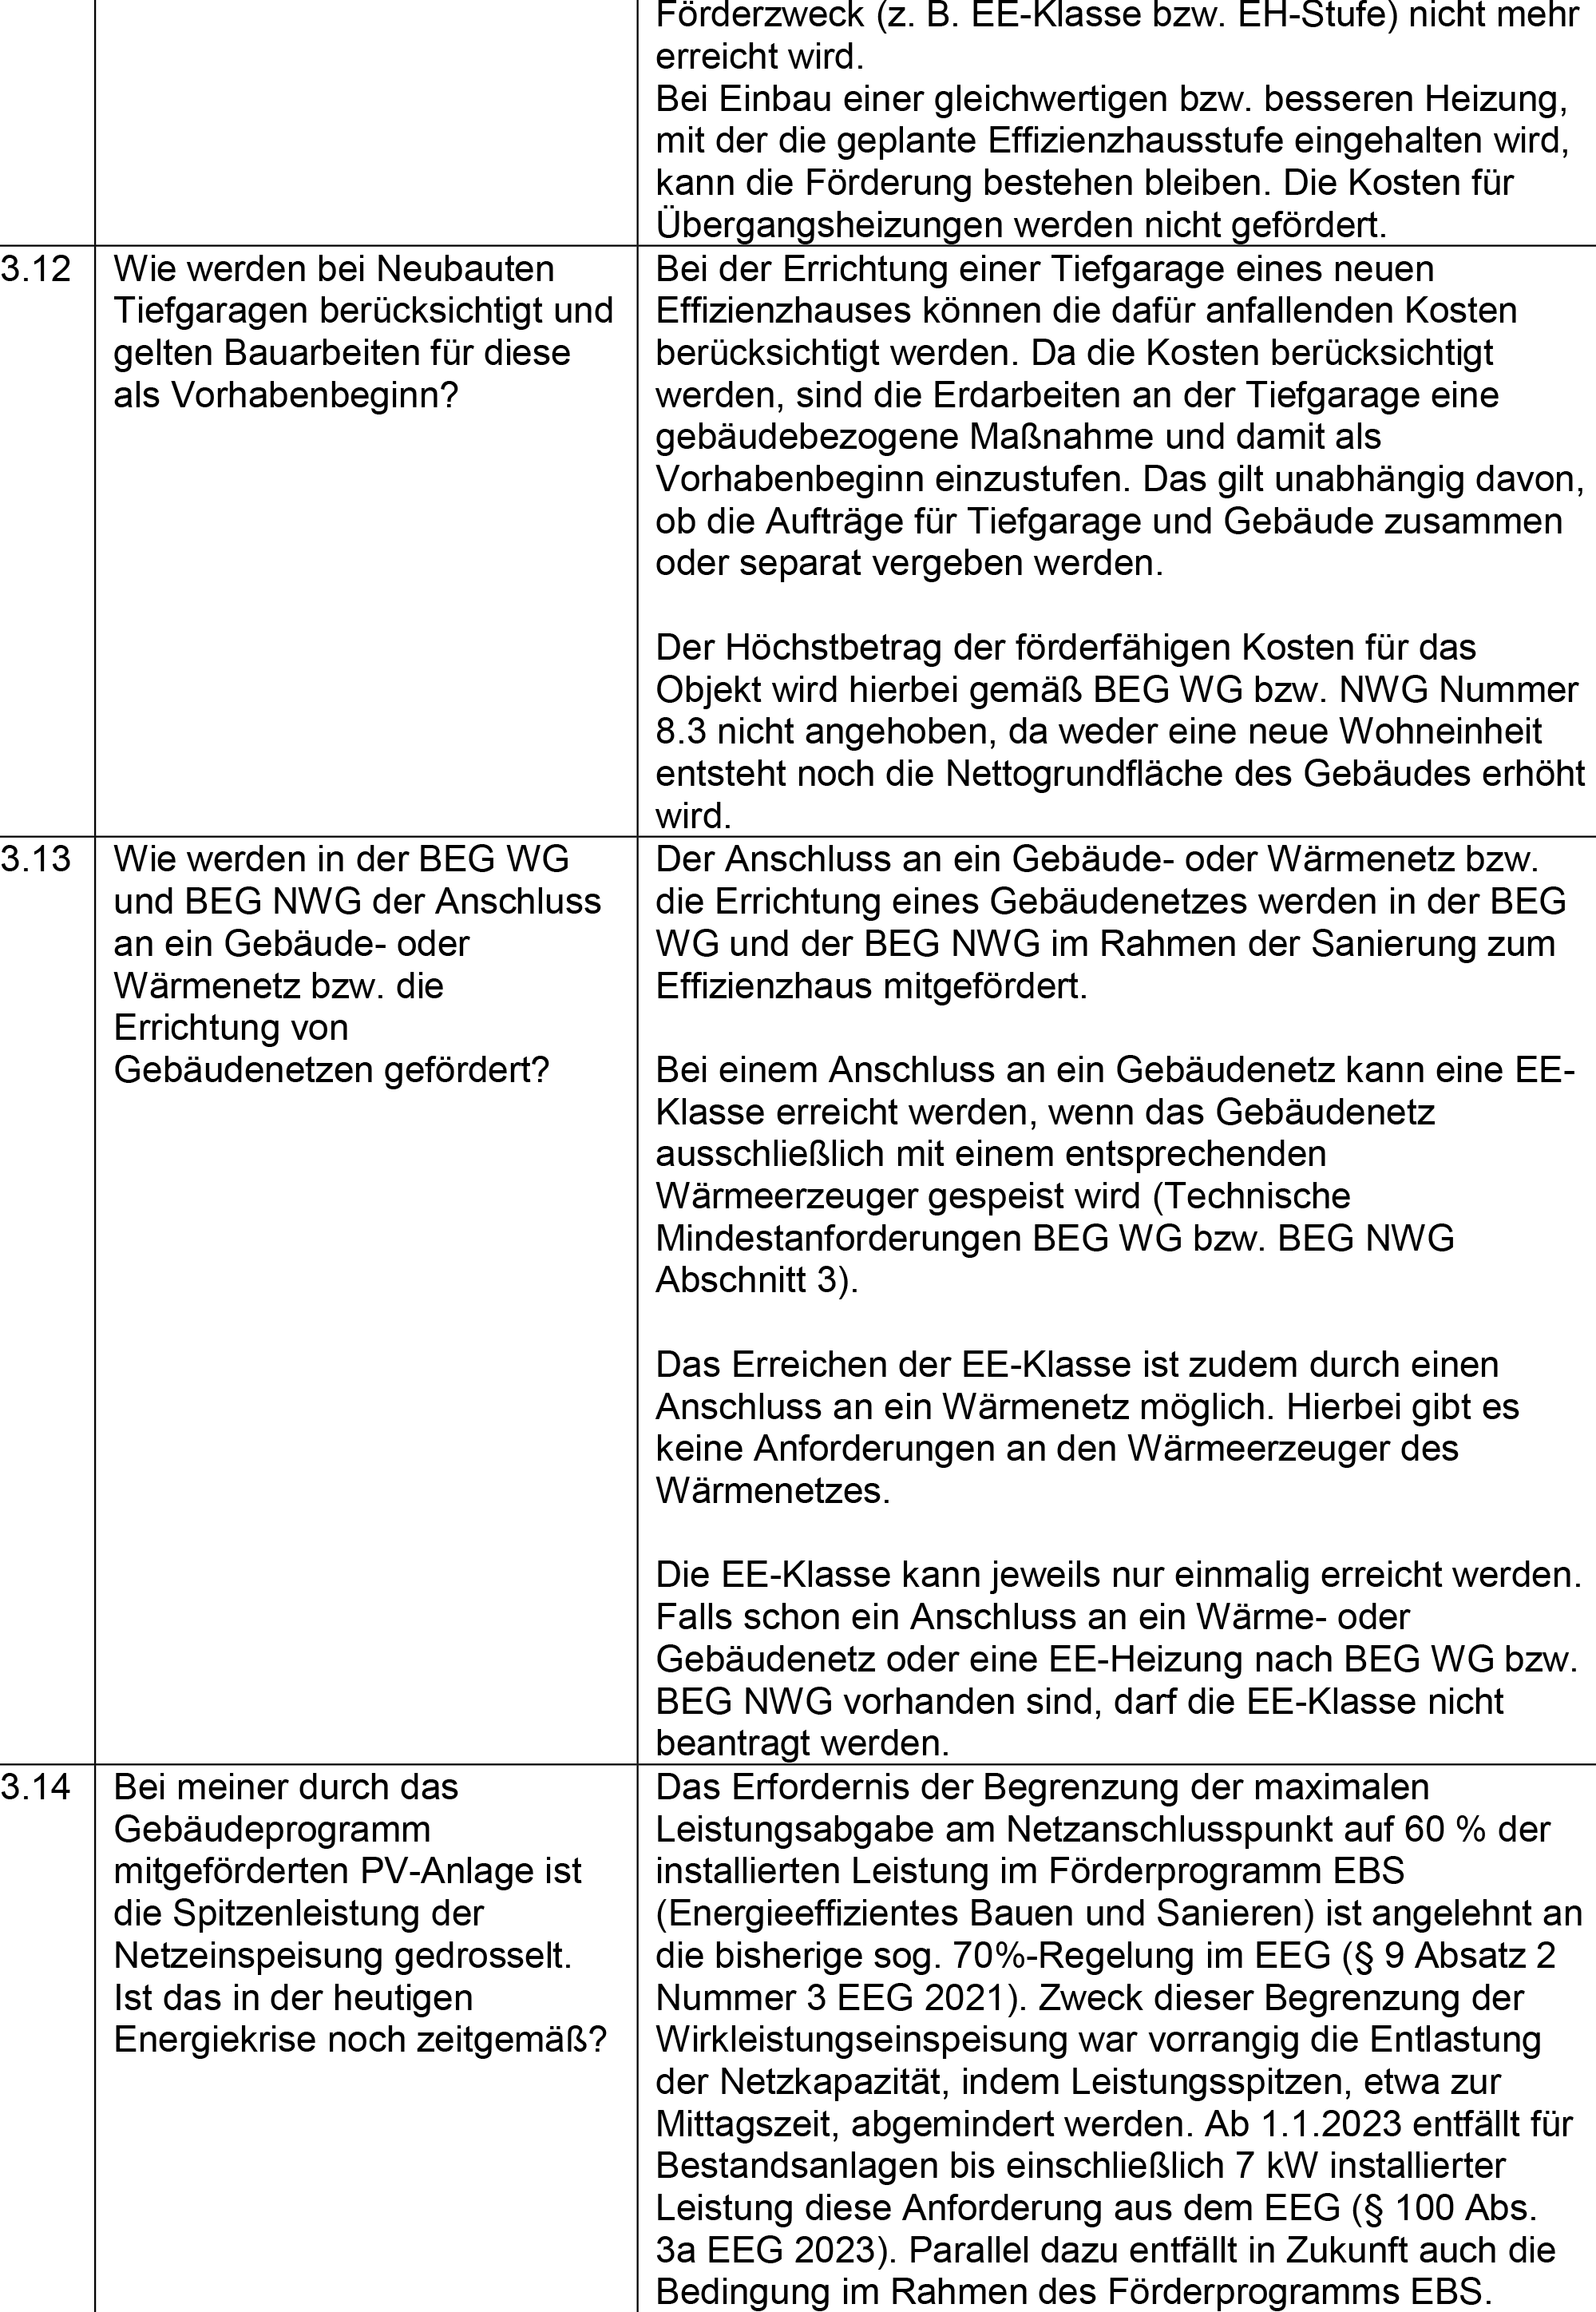 Förderzweck (z. B. EE-Klasse bzw. EH-Stufe) nicht mehr
erreicht wird.
Bei Einbau einer gleichwertigen bzw. besseren Heizung,
mit der die geplante Effizienzhausstufe eingehalten wird,
kann die Förderung bestehen bleiben. Die Kosten für
Übergangsheizungen werden nicht gefördert.
3.12
Wie werden bei Neubauten
Tiefgaragen berücksichtigt und
gelten Bauarbeiten für diese
als Vorhabenbeginn?
Bei der Errichtung einer Tiefgarage eines neuen
Effizienzhauses können die dafür anfallenden Kosten
berücksichtigt werden. Da die Kosten berücksichtigt
werden, sind die Erdarbeiten an der Tiefgarage eine
gebäudebezogene Maßnahme und damit als
Vorhabenbeginn einzustufen. Das gilt unabhängig davon,
ob die Aufträge für Tiefgarage und Gebäude zusammen
oder separat vergeben werden.
Der Höchstbetrag der förderfähigen Kosten für das
Objekt wird hierbei gemäß BEG WG bzw. NWG Nummer
8.3 nicht angehoben, da weder eine neue Wohneinheit
entsteht noch die Nettogrundfläche des Gebäudes erhöht
wird.
3.13
Wie werden in der BEG WG
und BEG NWG der Anschluss
an ein Gebäude- oder
Wärmenetz bzw. die
Errichtung von
Gebäudenetzen gefördert?
Der Anschluss an ein Gebäude- oder Wärmenetz bzw.
die Errichtung eines Gebäudenetzes werden in der BEG
WG und der BEG NWG im Rahmen der Sanierung zum
Effizienzhaus mitgefördert.
Bei einem Anschluss an ein Gebäudenetz kann eine EE-
Klasse erreicht werden, wenn das Gebäudenetz
ausschließlich mit einem entsprechenden
Wärmeerzeuger gespeist wird (Technische
Mindestanforderungen BEG WG bzw. BEG NWG
Abschnitt 3).
Das Erreichen der EE-Klasse ist zudem durch einen
Anschluss an ein Wärmenetz möglich. Hierbei gibt es
keine Anforderungen an den Wärmeerzeuger des
Wärmenetzes.
Die EE-Klasse kann jeweils nur einmalig erreicht werden.
Falls schon ein Anschluss an ein Wärme- oder
Gebäudenetz oder eine EE-Heizung nach BEG WG bzw.
BEG NWG vorhanden sind, darf die EE-Klasse nicht
beantragt werden.
3.14
Bei meiner durch das
Gebäudeprogramm
mitgeförderten PV-Anlage ist
die Spitzenleistung der
Netzeinspeisung gedrosselt.
Ist das in der heutigen
Energiekrise noch zeitgemäß?
Das Erfordernis der Begrenzung der maximalen
Leistungsabgabe am Netzanschlusspunkt auf 60 % der
installierten Leistung im Förderprogramm EBS
(Energieeffizientes Bauen und Sanieren) ist angelehnt an
die bisherige sog. 70%-Regelung im EEG (§ 9 Absatz 2
Nummer 3 EEG 2021). Zweck dieser Begrenzung der
Wirkleistungseinspeisung war vorrangig die Entlastung
der Netzkapazität, indem Leistungsspitzen, etwa zur
Mittagszeit, abgemindert werden. Ab 1.1.2023 entfällt für
Bestandsanlagen bis einschließlich 7 kW installierter
Leistung diese Anforderung aus dem EEG (§ 100 Abs.
3a EEG 2023). Parallel dazu entfällt in Zukunft auch die
Bedingung im Rahmen des Förderprogramms EBS.